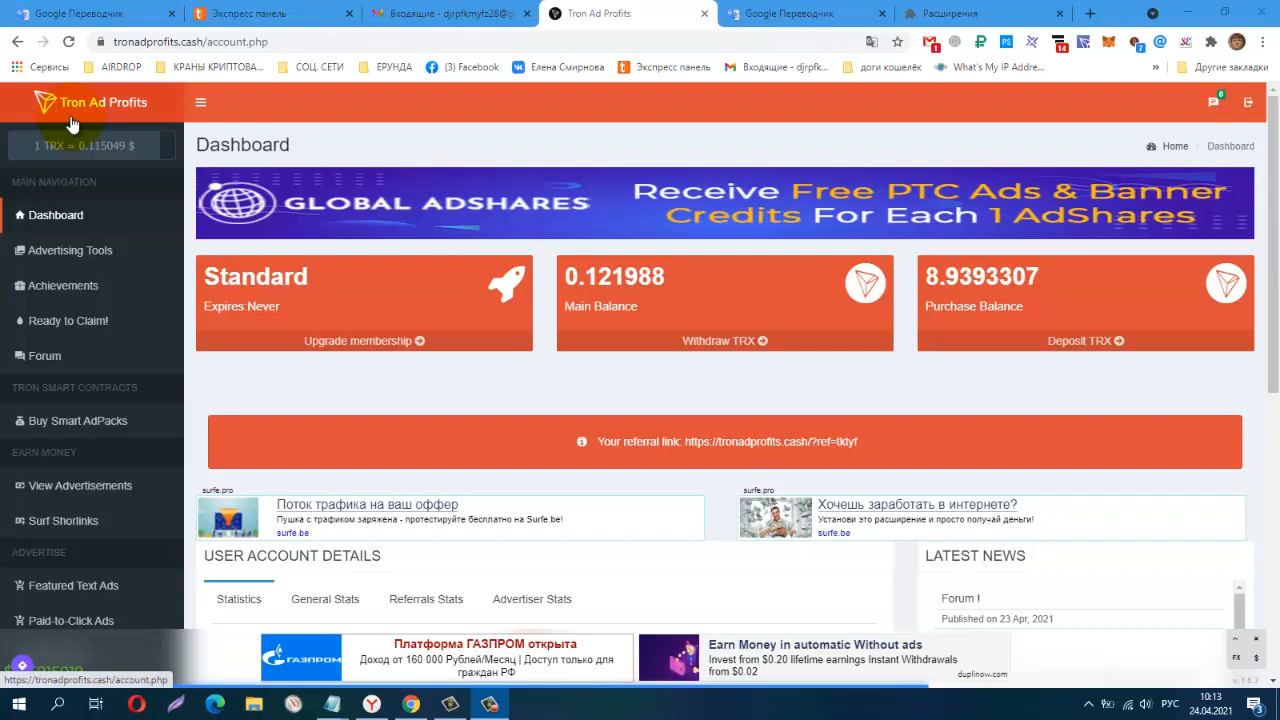 Google Переводчик
Экспресс панель
Входящие - djrpfkmyfz28@
Tron Ad Profits
Google Переводчик
Расширения
tronadprofits.cash/account.php
1
14
7
Сервисы
AIRDROP
КРАНЫ КРИПТОВА...
СОЦ. СЕТИ
ЕРУНДА
(3) Facebook
Елена Смирнова
Экспресс панель
Входящие - djrpfk...
доги кошелёк
What's My IP Addre...
»
Другие закладки
Tron Ad Profits
0
1 TRX = 0.115049 $
Dashboard
Home > Dashboard
MAIN NAVIGATION
Dashboard
Advertising Tools
Achievements
Ready to Claim!
Forum
TRON SMART CONTRACTS
Buy Smart AdPacks
EARN MONEY
View Advertisements
Surf Shorlinks
ADVERTISE
Featured Text Ads
Paid-to-Click Ads
GLOBAL ADSHARES
Receive Free PTC Ads & Banner
Credits For Each 1 AdShares
Standard
Expires:Never
Upgrade membership
0.121988
Main Balance
Withdraw TRX
8.9393307
Purchase Balance
Deposit TRX
Your referral link: https://tronadprofits.cash/?ref=tktyf
surfe.pro
Поток трафика на ваш оффер
Пушка с трафиком заряжена - протестируйте бесплатно на Surfe.be!
surfe.be
surfe.pro
Хочешь заработать в интернете?
Установи это расширение и просто получай деньги!
surfe.be
USER ACCOUNT DETAILS
Statistics
General Stats
Referrals Stats
Advertiser Stats
LATEST NEWS
Forum !
Published on 23 Apr, 2021
ГАЗПРОМ
Платформа ГАЗПРОМ открыта
Доход от 160 000 Рублей/Месяц | Доступ только для
граждан РФ
Earn Money in automatic Without ads
Invest from $0.20 lifetime earnings Instant Withdrawals
from $0.02
duplinow.com
FX
$
https://tronadprofits.cash/account.php
РУС
10:13
24.04.2021
3